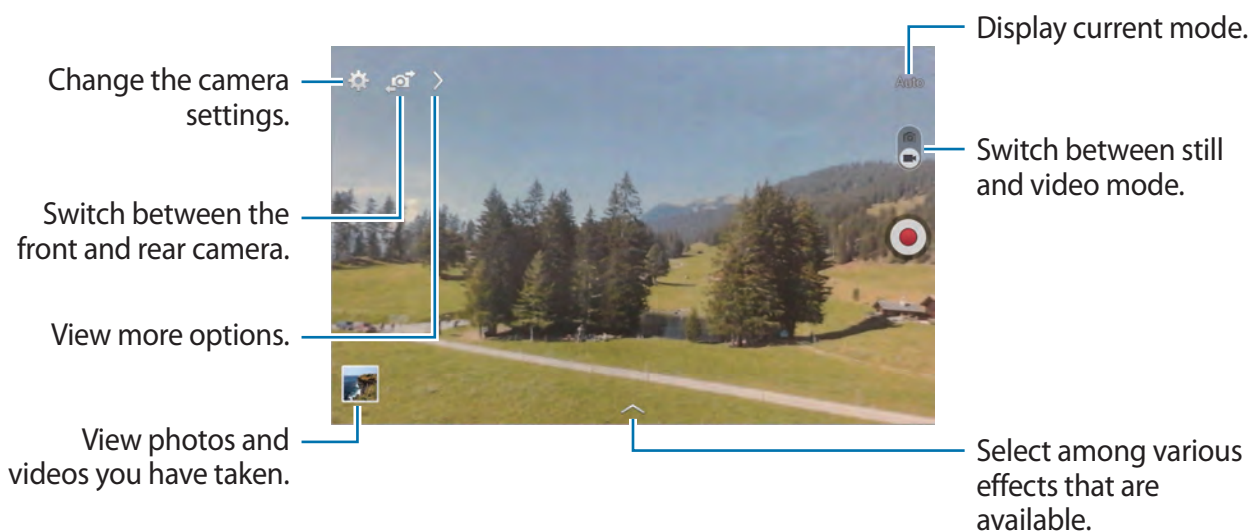 Display current mode.
Change the camera
settings.
Auto
Switch between still
and video mode.
Switch between the
front and rear camera.
View more options.
View photos and
videos you have taken.
Select among various
effects that are
available.